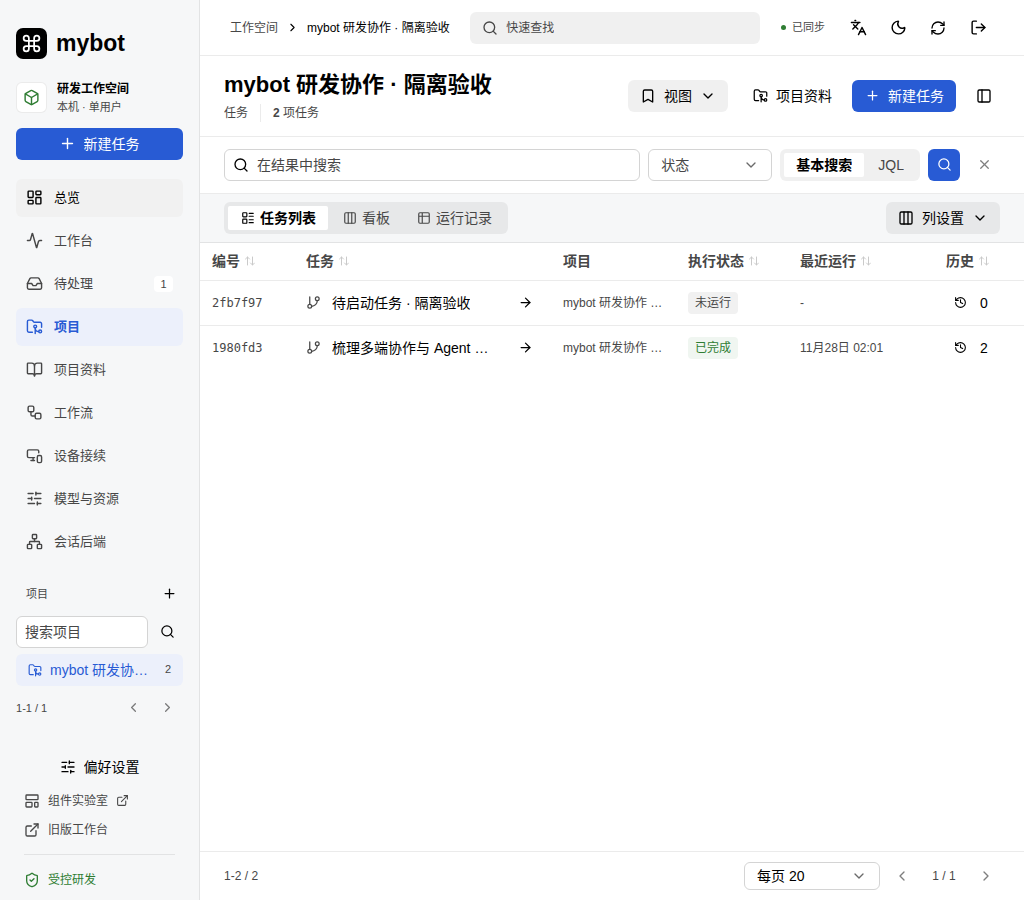 mybot
研发工作空间
本机 · 单用户
新建任务
总览
工作台
待处理 1
项目
项目资料
工作流
设备接续
模型与资源
会话后端
项目
搜索项目
mybot 研发协… 2
1-1 / 1
偏好设置
组件实验室
旧版工作台
受控研发
工作空间 mybot 研发协作 · 隔离验收 快速查找 已同步
mybot 研发协作 · 隔离验收
任务 2 项任务
视图 项目资料 新建任务
在结果中搜索 状态 基本搜索 JQL
任务列表 看板 运行记录 列设置
编号 任务 项目 执行状态 最近运行 历史
2fb7f97 待启动任务 · 隔离验收 mybot 研发协作 … 未运行 - 0
1980fd3 梳理多端协作与 Agent … mybot 研发协作 … 已完成 11月28日 02:01 2
1-2 / 2 每页 20 1 / 1